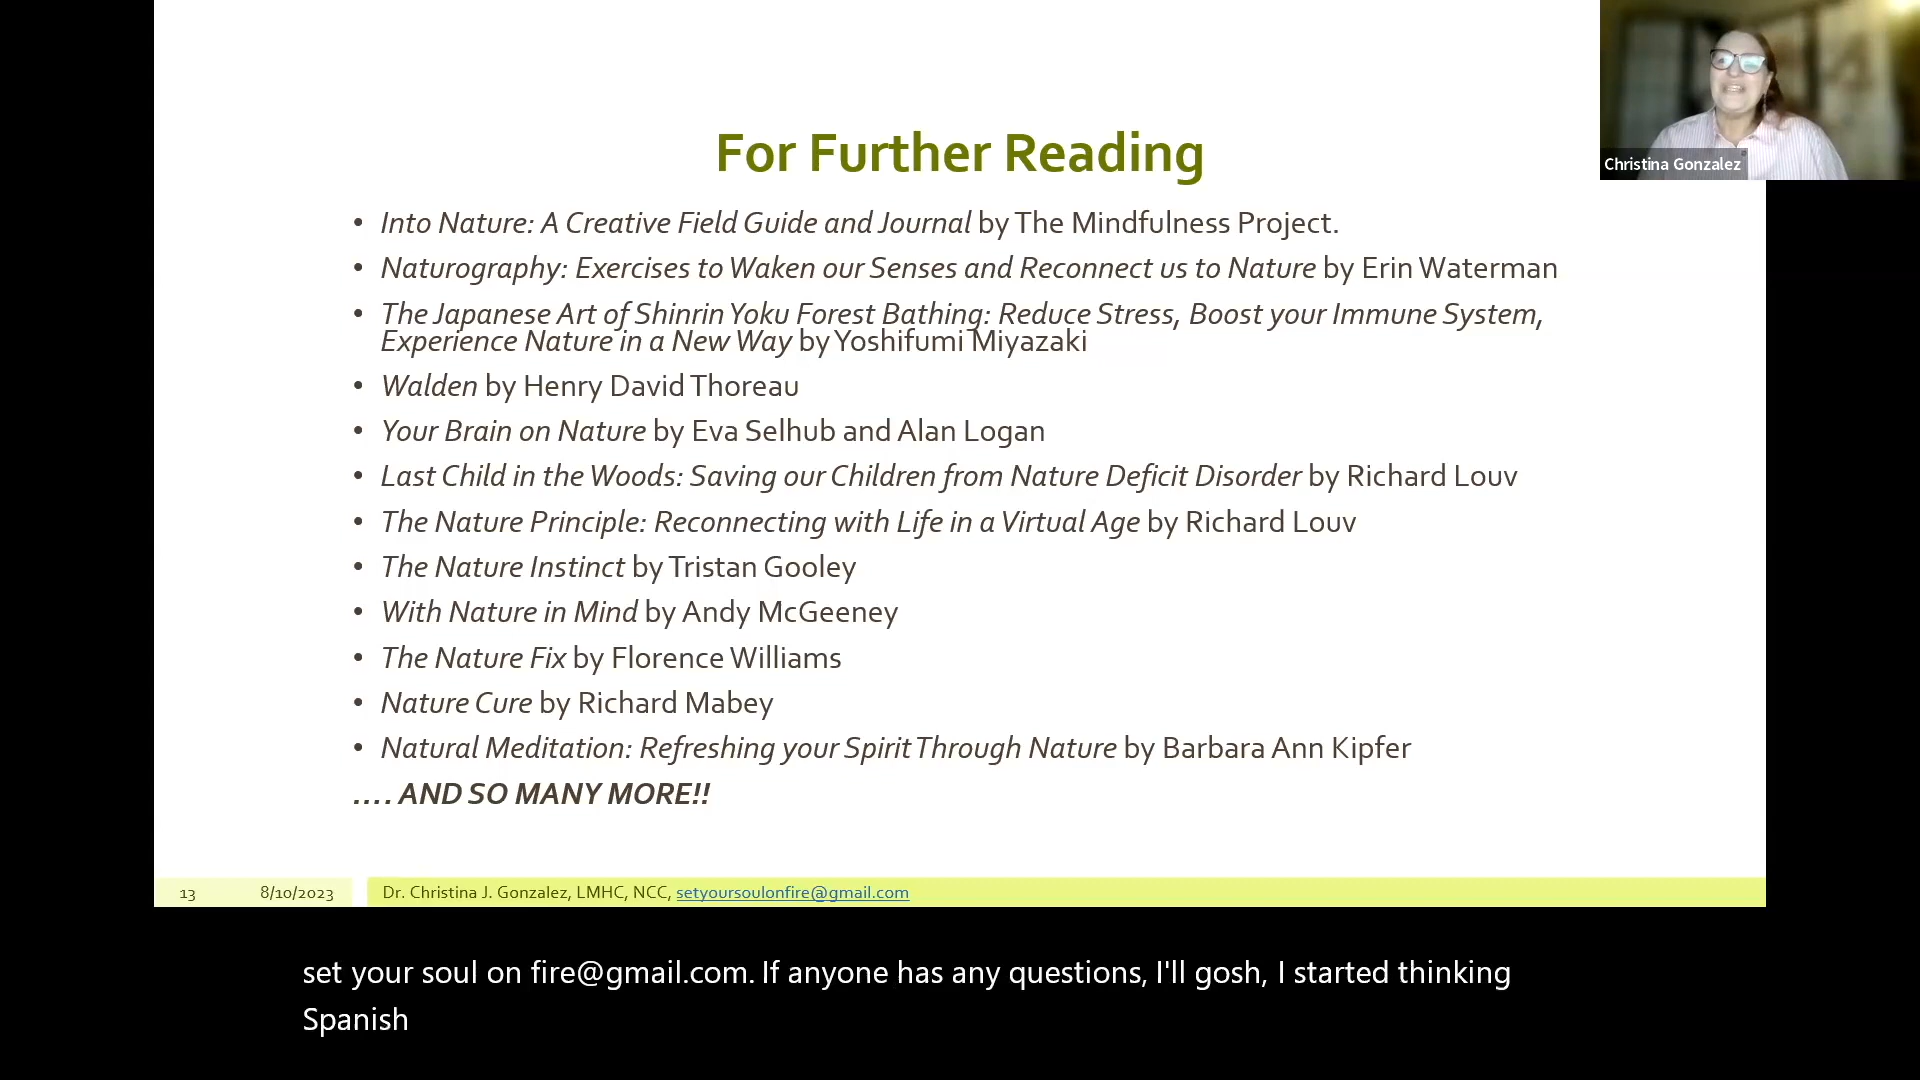 For Further Reading
Christina Gonzalez
• Into Nature: A Creative Field Guide and Journal by The Mindfulness Project.
• Naturography: Exercises to Waken our Senses and Reconnect us to Nature by Erin Waterman
• The Japanese Art of Shinrin Yoku Forest Bathing: Reduce Stress, Boost your Immune System,
Experience Nature in a New Way by Yoshifumi Miyazaki
• Walden by Henry David Thoreau
• Your Brain on Nature by Eva Selhub and Alan Logan
• Last Child in the Woods: Saving our Children from Nature Deficit Disorder by Richard Louv
• The Nature Principle: Reconnecting with Life in a Virtual Age by Richard Louv
• The Nature Instinct by Tristan Gooley
• With Nature in Mind by Andy McGeeney
• The Nature Fix by Florence Williams
• Nature Cure by Richard Mabey
• Natural Meditation: Refreshing your Spirit Through Nature by Barbara Ann Kipfer
.... AND SO MANY MORE!!
13 8/10/2023 Dr. Christina J. Gonzalez, LMHC, NCC, setyoursoulonfire@gmail.com
set your soul on fire@gmail.com. If anyone has any questions, I'll gosh, I started thinking
Spanish